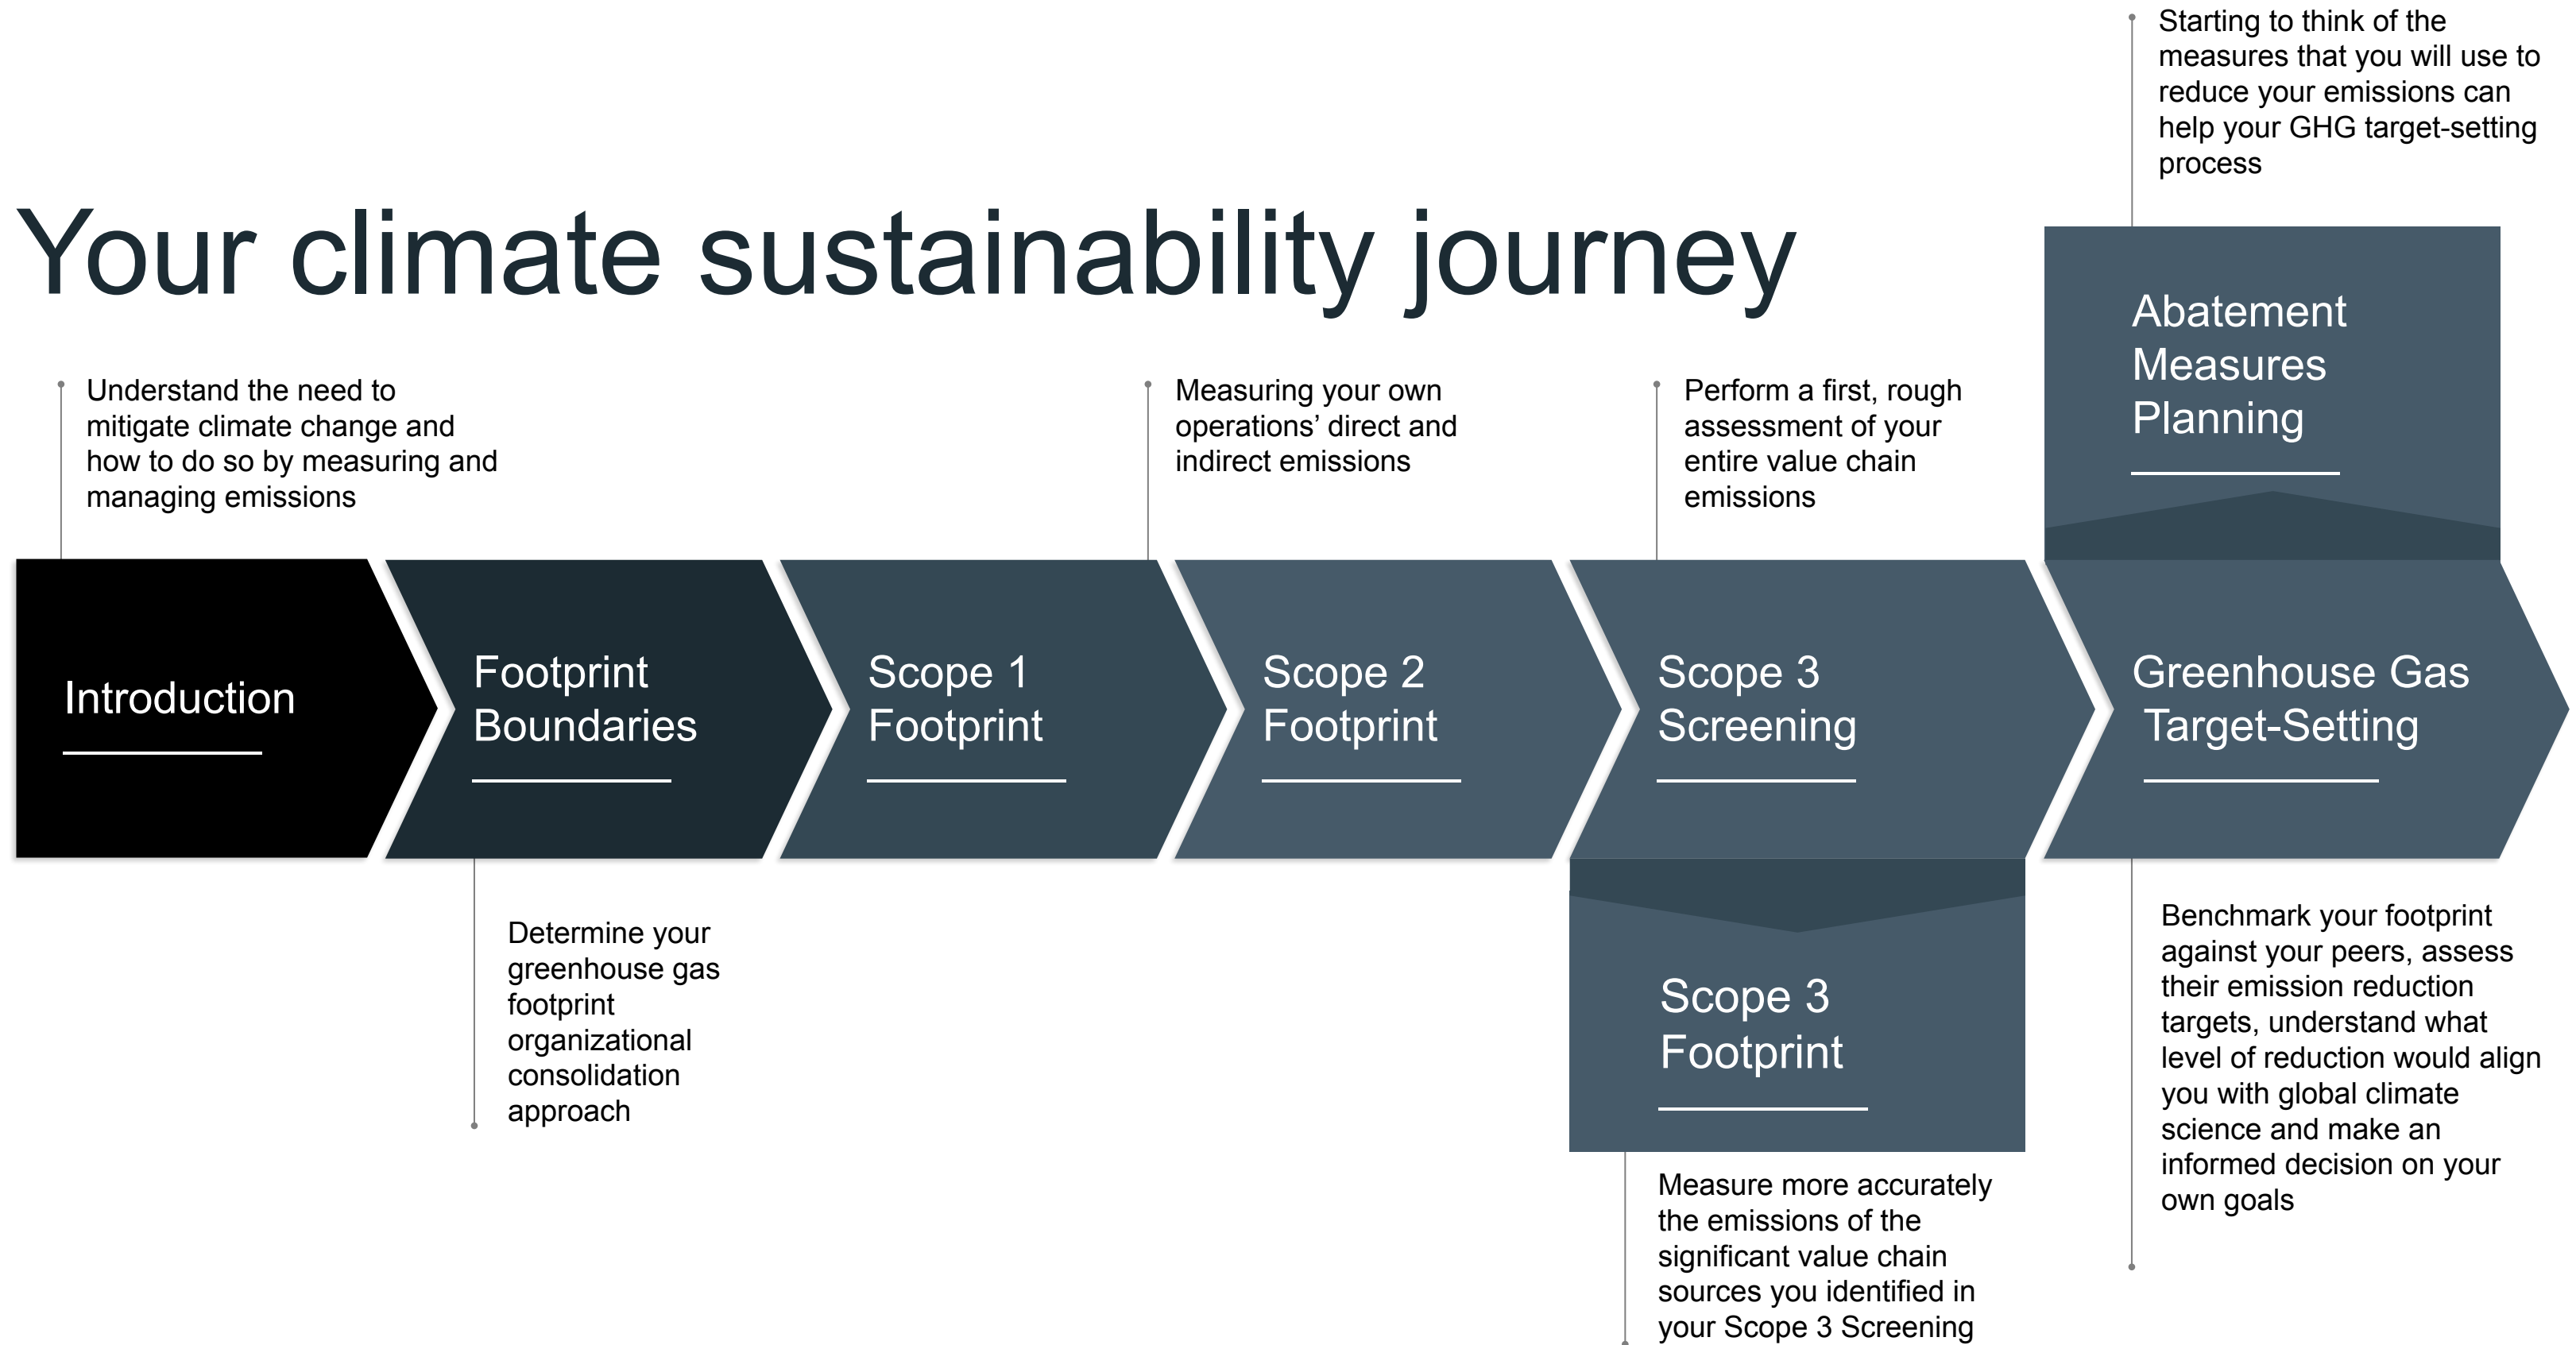 Starting to think of the
measures that you will use to
reduce your emissions can
help your GHG target-setting
process
Your climate sustainability journey
Abatement
Measures
Planning
Understand the need to
mitigate climate change and
how to do so by measuring and
managing emissions
Measuring your own
operations’ direct and
indirect emissions
Perform a first, rough
assessment of your
entire value chain
emissions
Introduction
Footprint
Boundaries
Scope 1
Footprint
Scope 2
Footprint
Scope 3
Screening
Greenhouse Gas
Target-Setting
Determine your
greenhouse gas
footprint
organizational
consolidation
approach
Scope 3
Footprint
Measure more accurately
the emissions of the
significant value chain
sources you identified in
your Scope 3 Screening
Benchmark your footprint
against your peers, assess
their emission reduction
targets, understand what
level of reduction would align
you with global climate
science and make an
informed decision on your
own goals